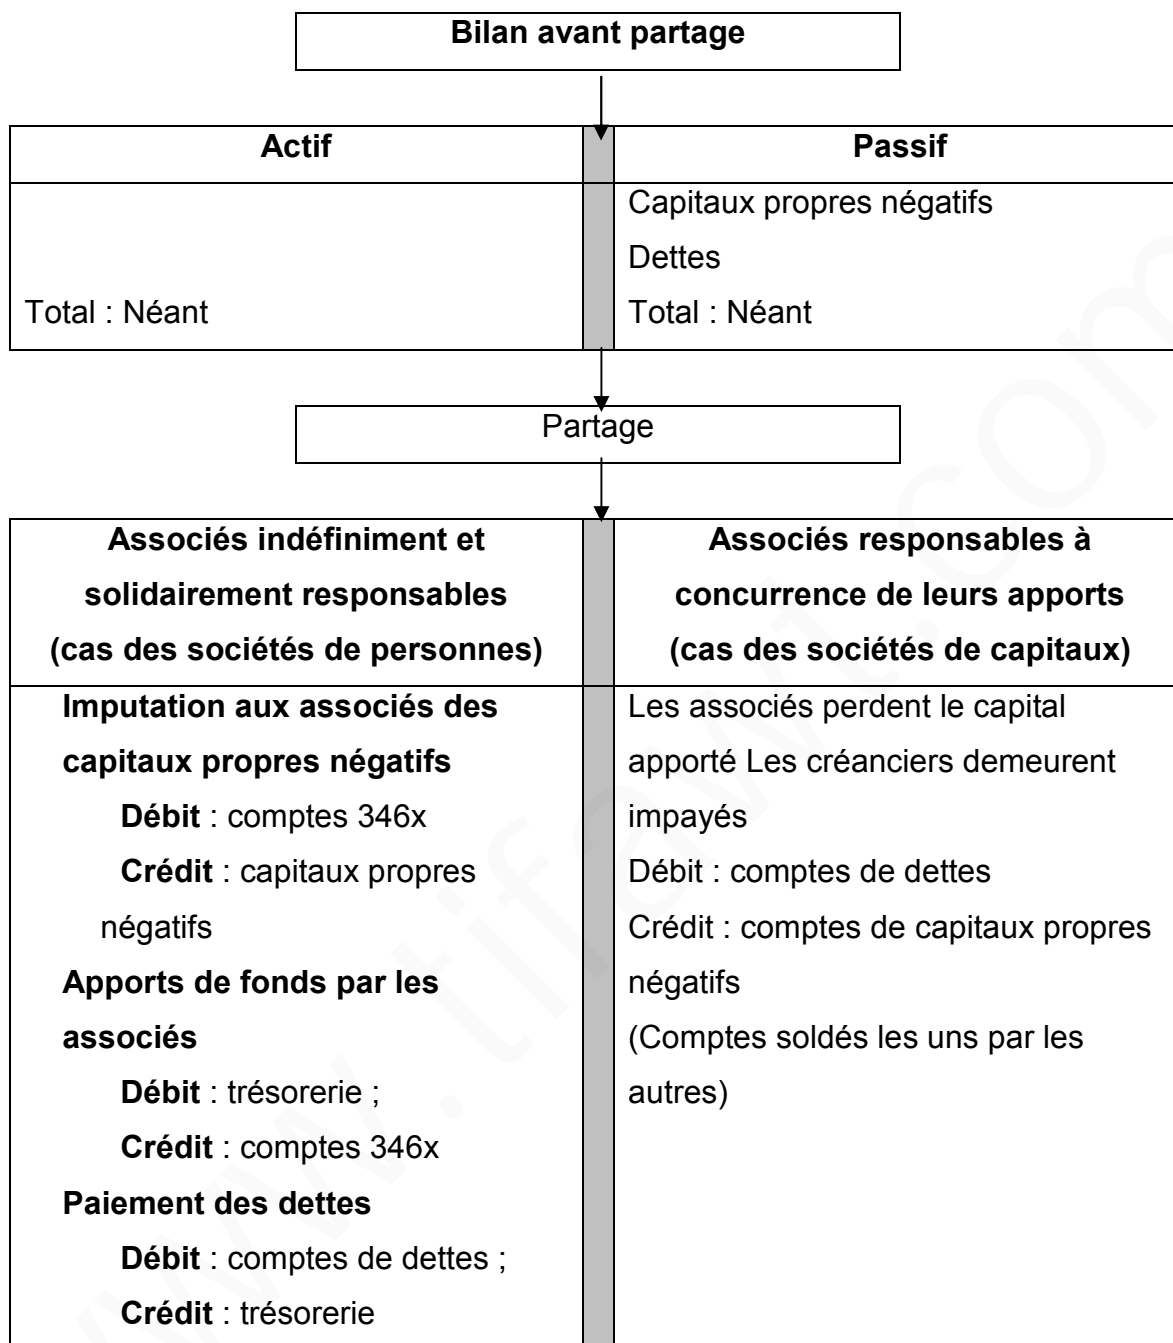 Bilan avant partage
Actif
Passif
Capitaux propres négatifs
Dettes
Total : Néant
Total : Néant
Partage
Associés indéfiniment et
solidairement responsables
(cas des sociétés de personnes)
Associés responsables à
concurrence de leurs apports
(cas des sociétés de capitaux)
Imputation aux associés des
capitaux propres négatifs
Débit : comptes 346x
Crédit : capitaux propres
négatifs
Apports de fonds par les
associés
Débit : trésorerie ;
Crédit : comptes 346x
Paiement des dettes
Débit : comptes de dettes ;
Crédit : trésorerie
Les associés perdent le capital
apporté Les créanciers demeurent
impayés
Débit : comptes de dettes
Crédit : comptes de capitaux propres
négatifs
(Comptes soldés les uns par les
autres)
www.tifawt.com